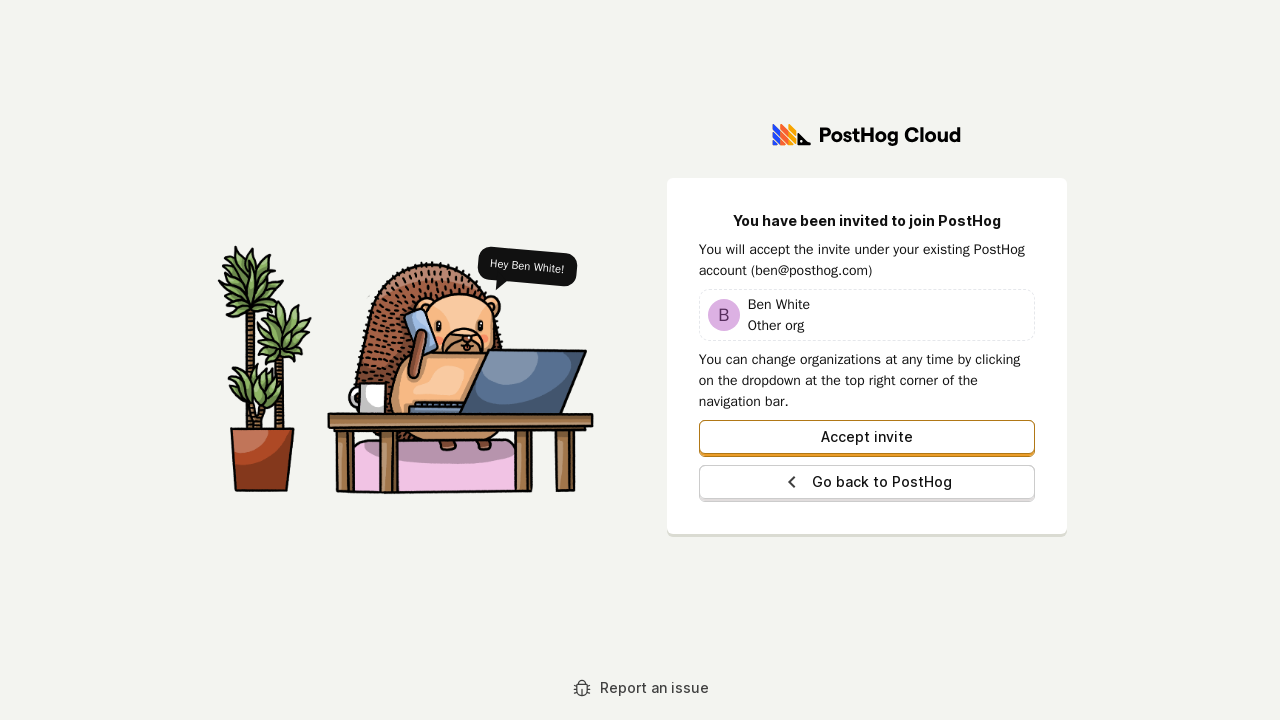 PostHog Cloud
Hey Ben White!
You have been invited to join PostHog
You will accept the invite under your existing PostHog
account (ben@posthog.com)
B
Ben White
Other org
You can change organizations at any time by clicking
on the dropdown at the top right corner of the
navigation bar.
Accept invite
Go back to PostHog
Report an issue